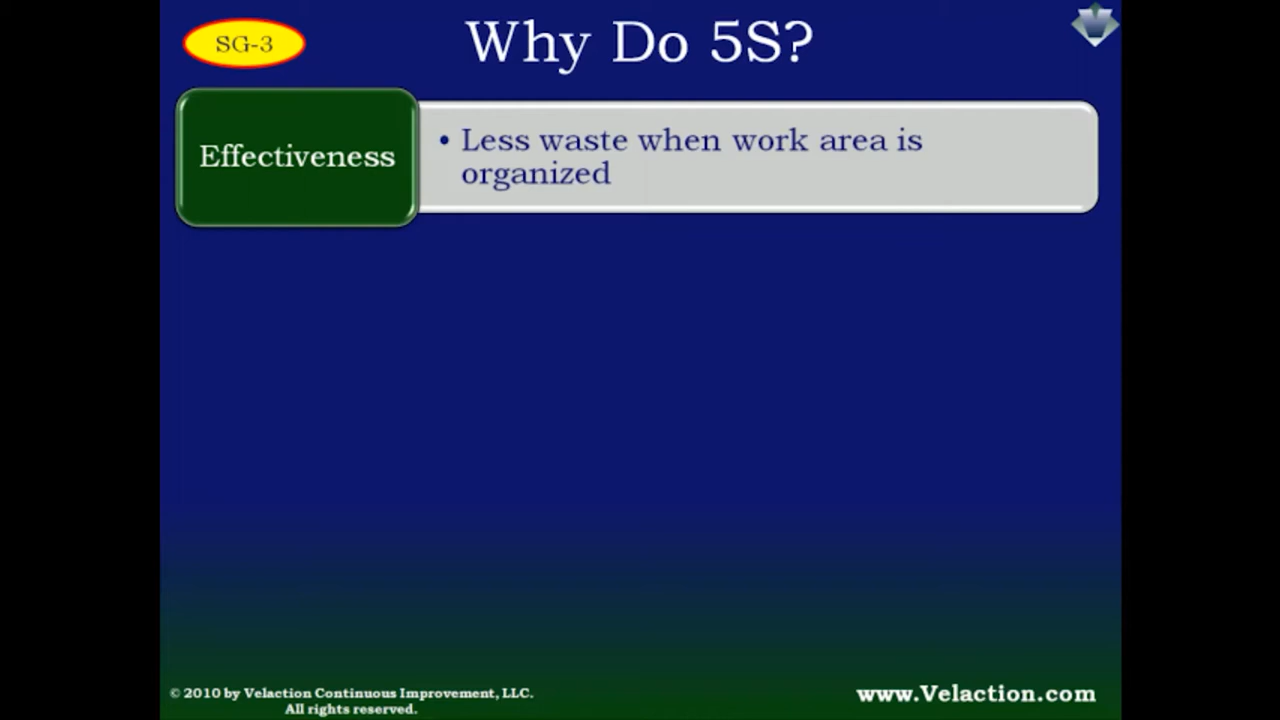 SG-3
Why Do 5S?
Effectiveness
• Less waste when work area is
organized
© 2010 by Velaction Continuous Improvement, LLC.
All rights reserved.
www.Velaction.com